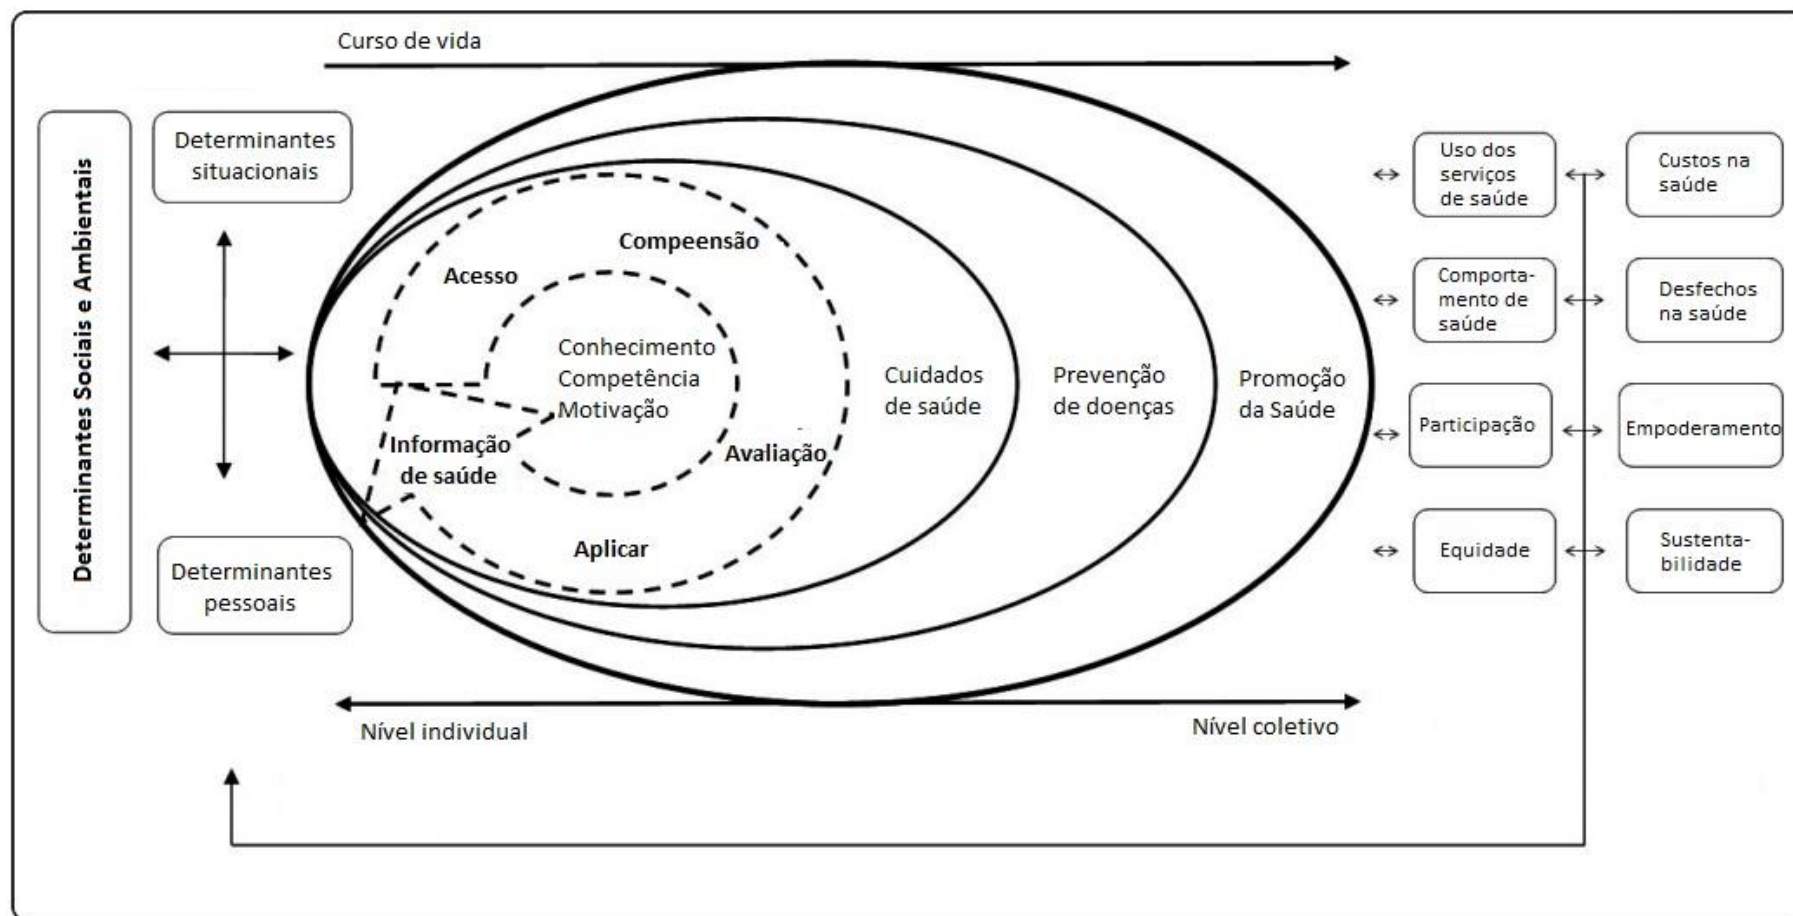 Curso de vida
Determinantes Sociais e Ambientais
Determinantes
situacionais
Determinantes
pessoais
Compeensão
Acesso
Conhecimento
Competência
Motivação
Informação
de saúde
Avaliação
Aplicar
Cuidados
de saúde
Prevenção
de doenças
Promoção
da Saúde
Nível individual
Nível coletivo
Uso dos
serviços
de saúde
Custos na
saúde
Comporta-
mento de
saúde
Desfechos
na saúde
Participação
Empoderamento
Equidade
Sustenta-
bilidade